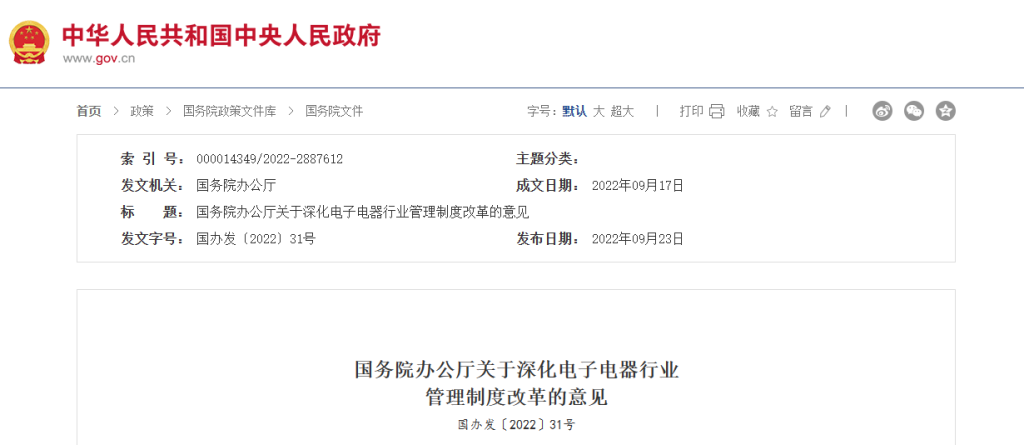 中华人民共和国中央人民政府
www.gov.cn
首页 > 政策 > 国务院政策文件库 > 国务院文件 字号：默认 大 超大 | 打印 收藏 留言 |
索 引 号： 000014349/2022-2887612 主题分类：
发文机关： 国务院办公厅 成文日期： 2022年09月17日
标 题： 国务院办公厅关于深化电子电器行业管理制度改革的意见
发文字号： 国办发〔2022〕31号 发布日期： 2022年09月23日
国务院办公厅关于深化电子电器行业
管理制度改革的意见
国办发〔2022〕31号